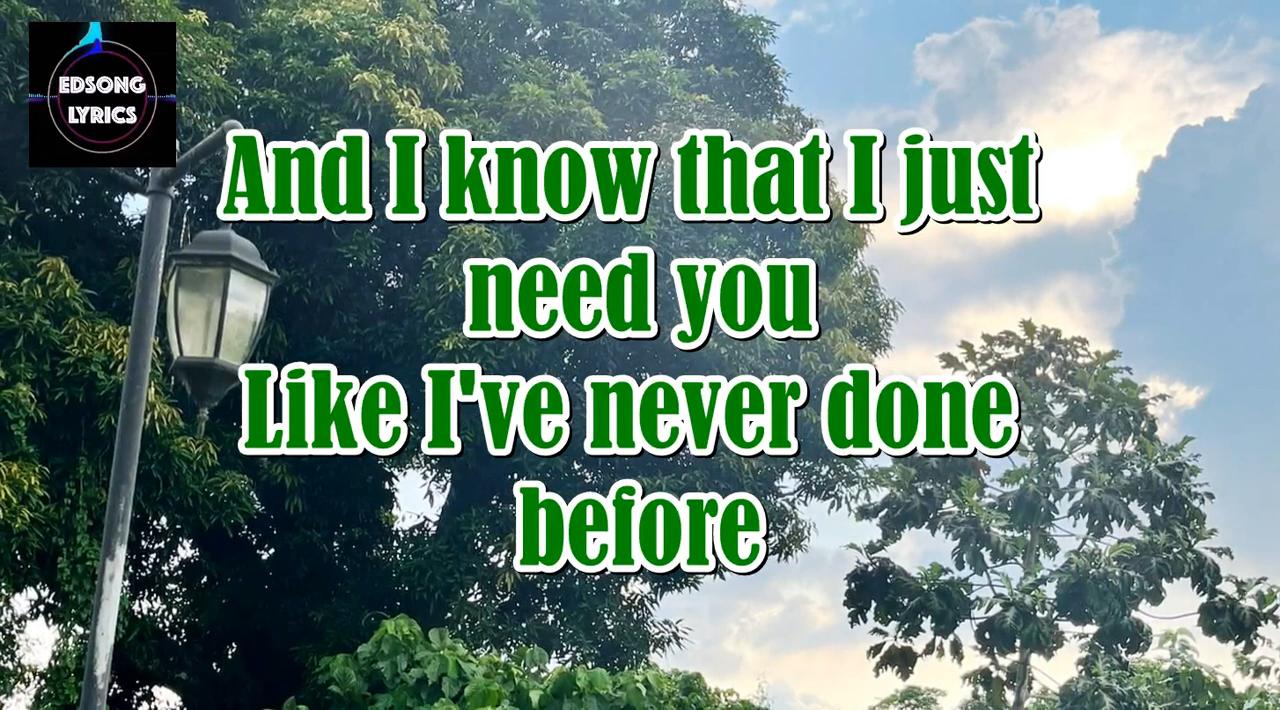 EDSONG
LYRICS
And I know that I just
need you
Like I've never done
before